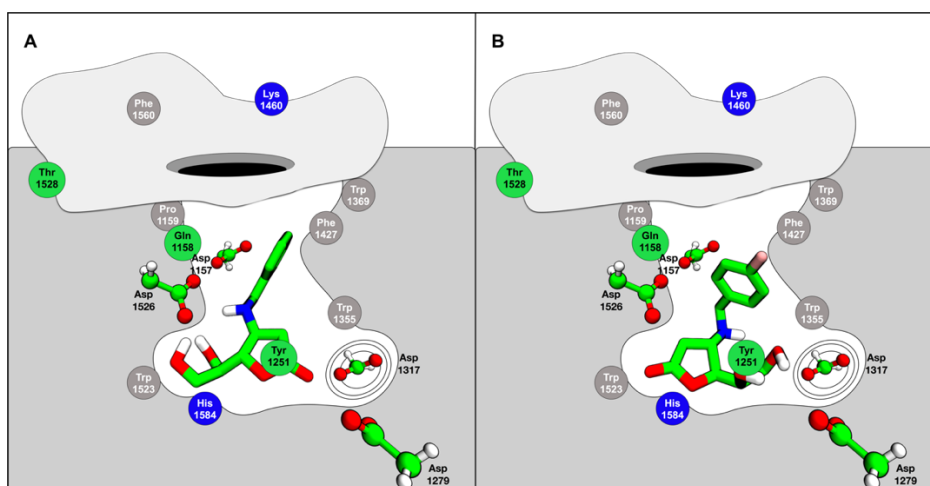 A
Lys
1460
Phe
1560
Thr
1528
Trp
1369
Pro
1159
Phe
1427
Gln
1158
Asp
1157
Asp
1526
Trp
1355
Tyr
1251
Asp
1317
Trp
1523
His
1584
Asp
1279
B
Lys
1460
Phe
1560
Thr
1528
Trp
1369
Pro
1159
Phe
1427
Gln
1158
Asp
1157
Asp
1526
Trp
1355
Tyr
1251
Asp
1317
Trp
1523
His
1584
Asp
1279